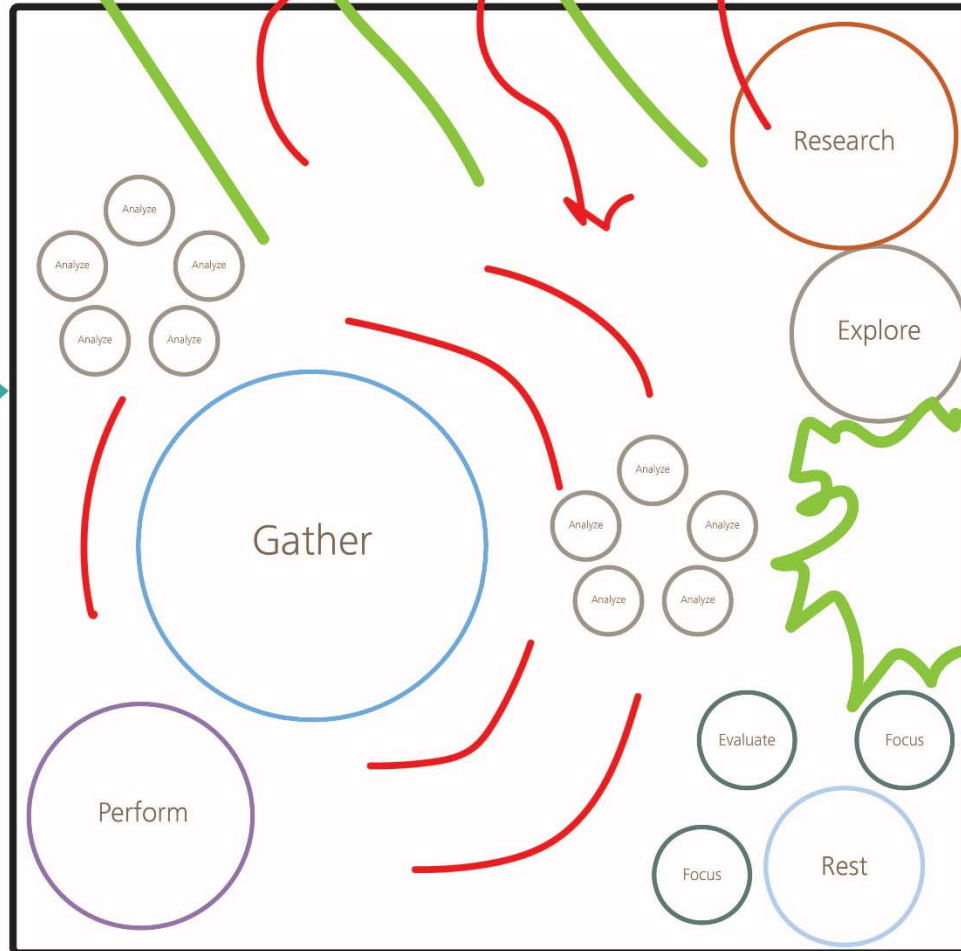 Research
Analyze
Analyze
Analyze
Explore
Analyze
Analyze
Analyze
Analyze
Analyze
Gather
Analyze
Analyze
Evaluate
Focus
Perform
Rest
Focus